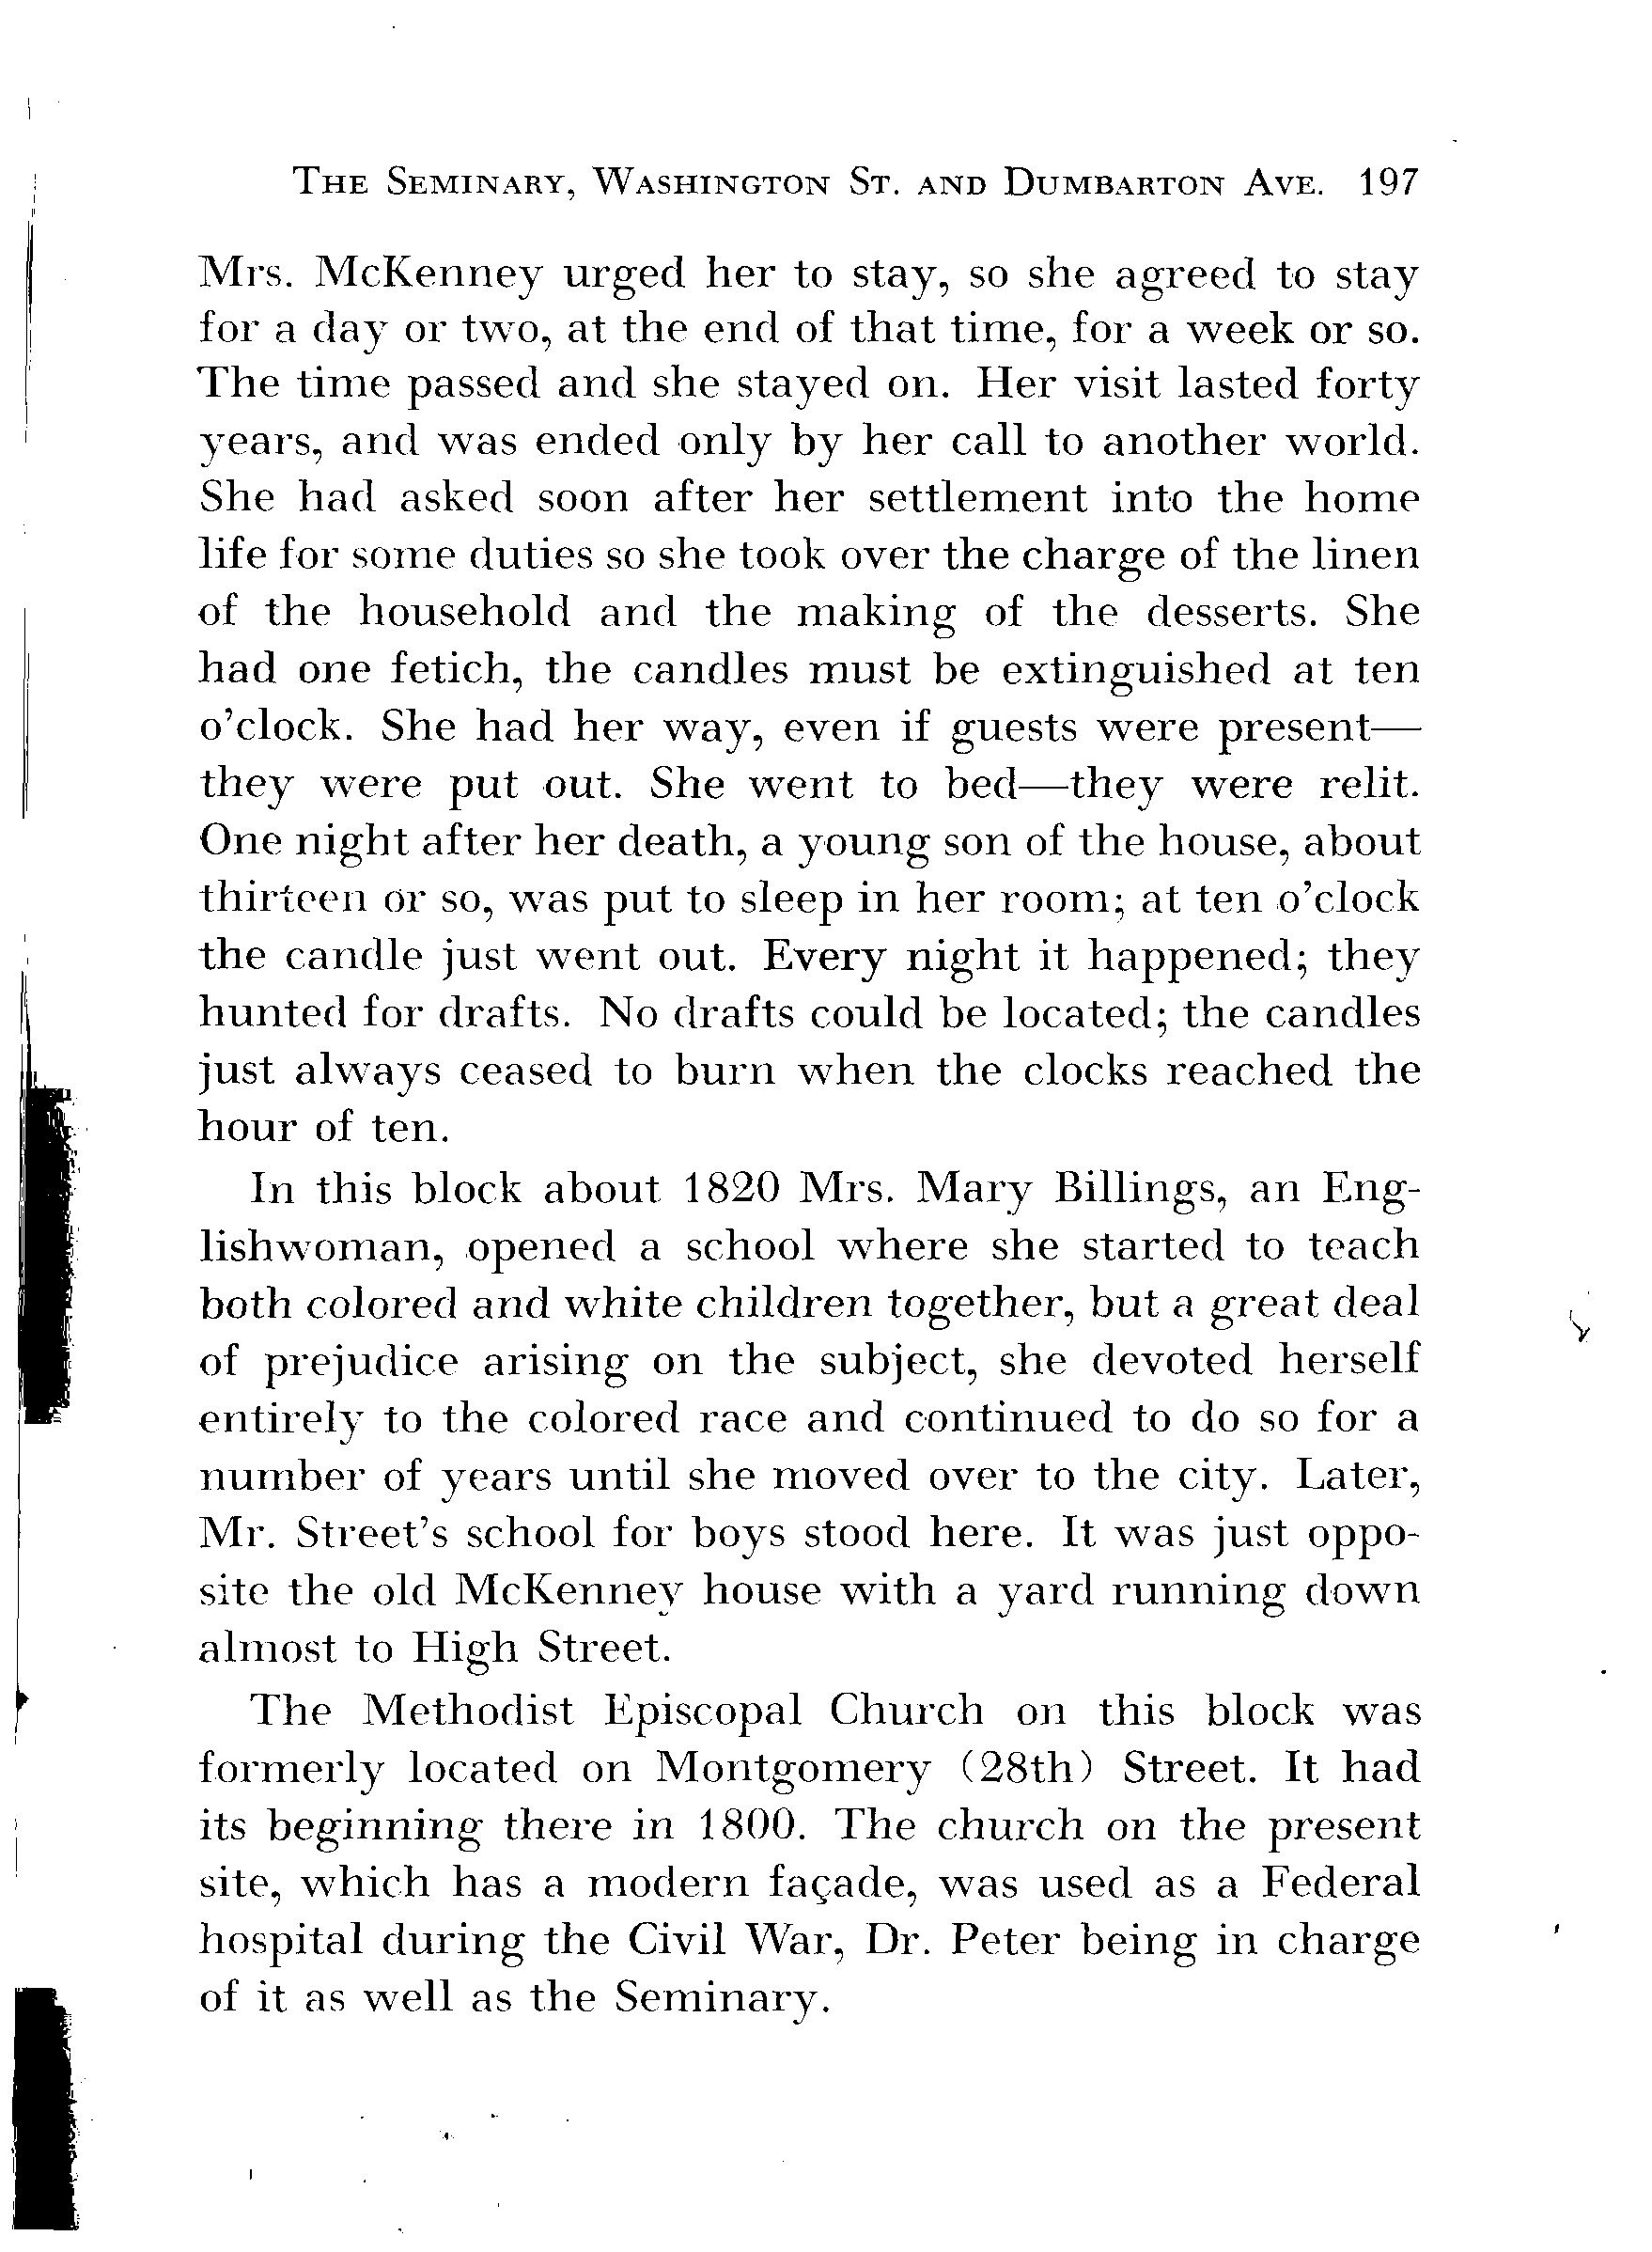 THE SEMINARY, WASHINGTON ST. AND DUMBARTON AVE. 197
Mrs. McKenney urged her to stay, so she agreed to stay
for a day or two, at the end of that time, for a week or so.
The time passed and she stayed on. Her visit lasted forty
years, and was ended only by her call to another world.
She had asked soon after her settlement into the home
life for some duties so she took over the charge of the linen
of the household and the making of the desserts. She
had one fetich, the candles must be extinguished at ten
o'clock. She had her way, even if guests were present—
they were put out. She went to bed—they were relit.
One night after her death, a young son of the house, about
thirteen or so, was put to sleep in her room; at ten o'clock
the candle just went out. Every night it happened; they
hunted for drafts. No drafts could be located; the candles
just always ceased to burn when the clocks reached the
hour of ten.
In this block about 1820 Mrs. Mary Billings, an Eng-
lishwoman, opened a school where she started to teach
both colored and white children together, but a great deal
of prejudice arising on the subject, she devoted herself
entirely to the colored race and continued to do so for a
number of years until she moved over to the city. Later,
Mr. Street's school for boys stood here. It was just oppo-
site the old McKenney house with a yard running down
almost to High Street.
The Methodist Episcopal Church on this block was
formerly located on Montgomery (28th) Street. It had
its beginning there in 1800. The church on the present
site, which has a modern façade, was used as a Federal
hospital during the Civil War, Dr. Peter being in charge
of it as well as the Seminary.